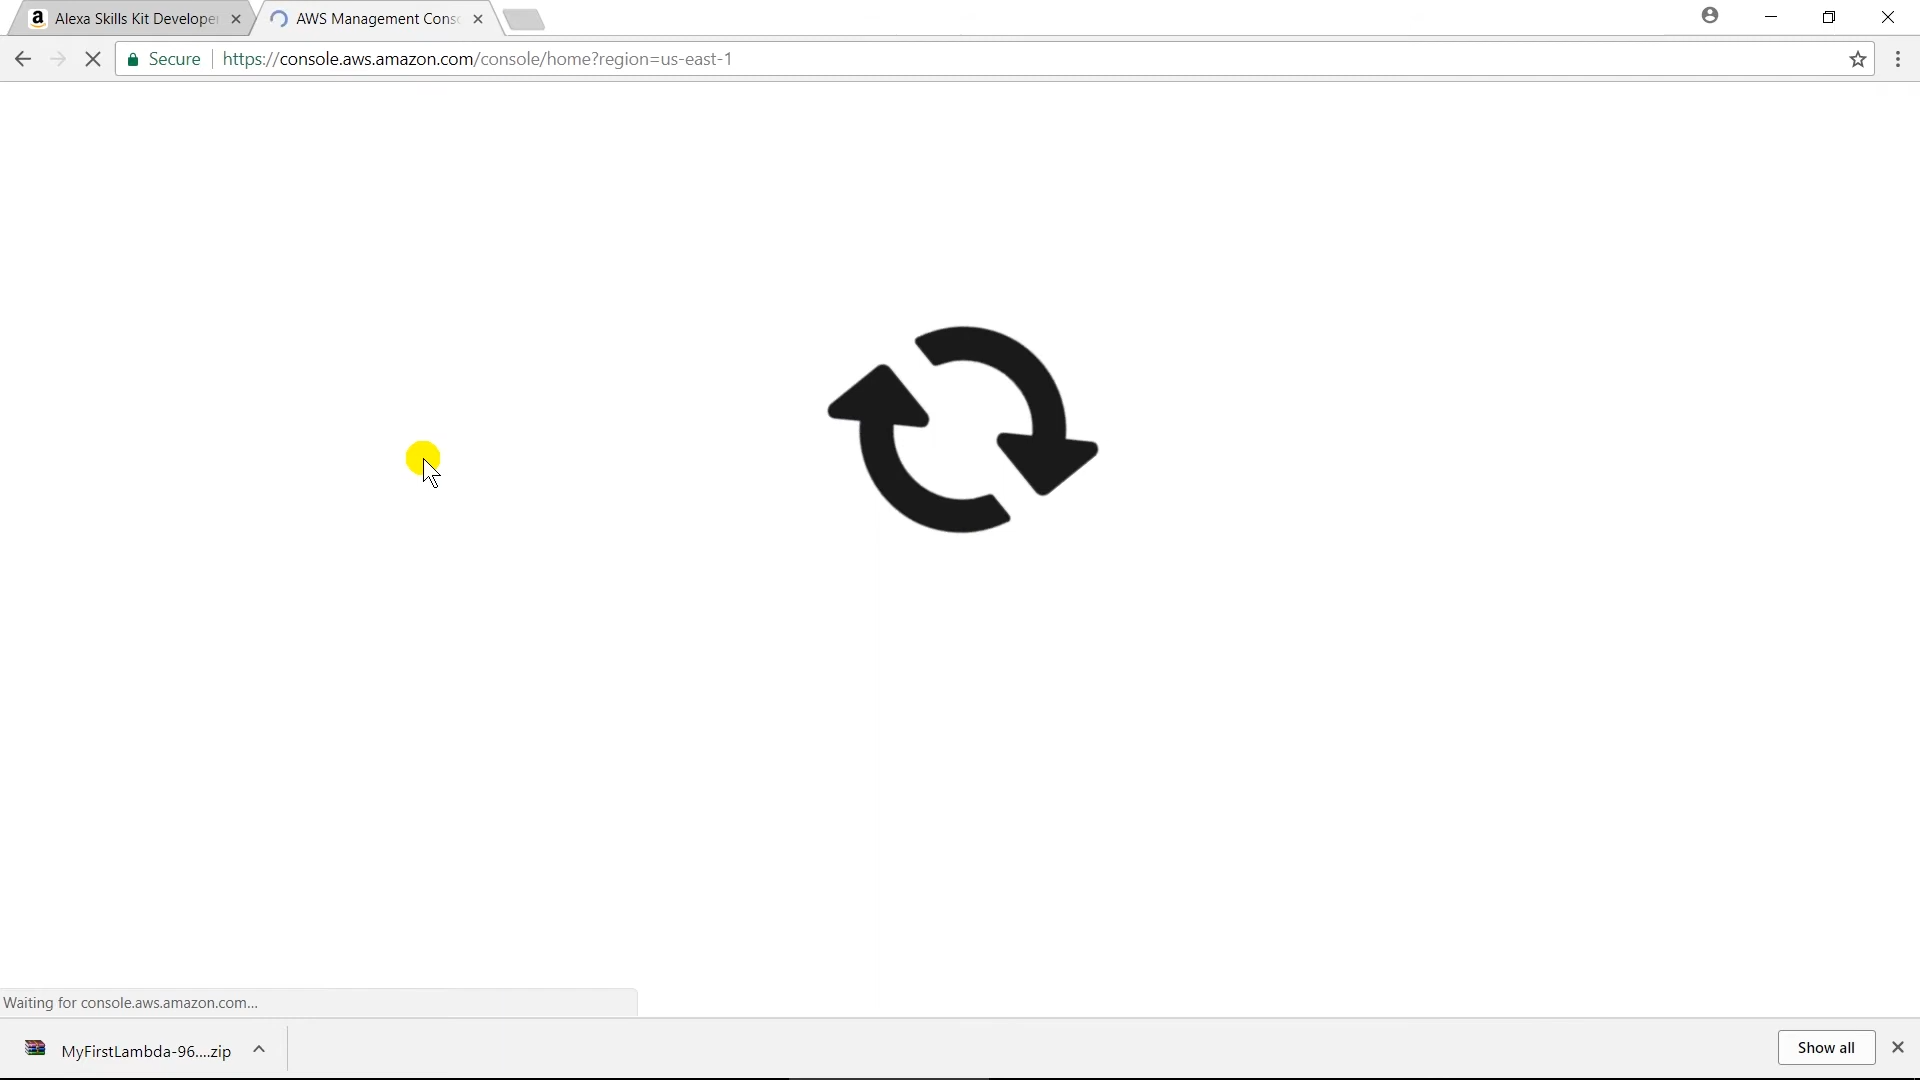 Alexa Skills Kit Developer
AWS Management Cons
Secure
https://console.aws.amazon.com/console/home?region=us-east-1
Waiting for console.aws.amazon.com...
MyFirstLambda-96....zip
Show all